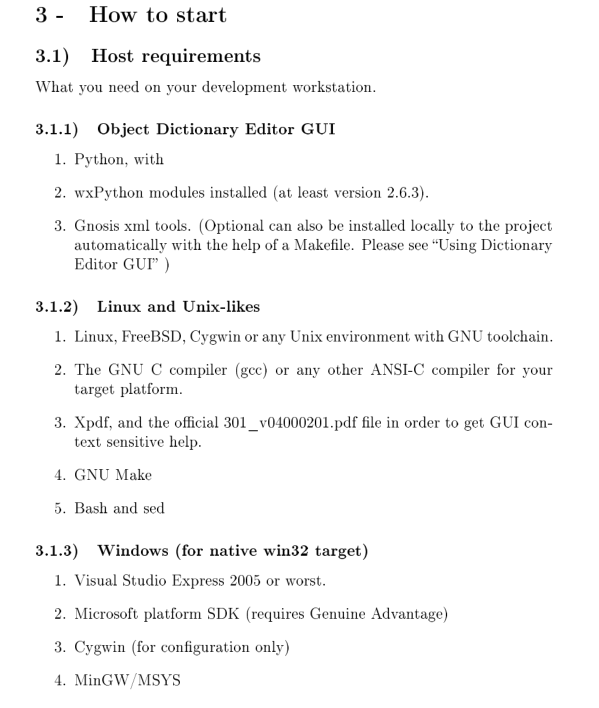 3 - How to start
3.1) Host requirements
What you need on your development workstation.
3.1.1) Object Dictionary Editor GUI
1. Python, with
2. wxPython modules installed (at least version 2.6.3).
3. Gnosis xml tools. (Optional can also be installed locally to the project
automatically with the help of a Makefile. Please see “Using Dictionary
Editor GUI” )
3.1.2) Linux and Unix-likes
1. Linux, FreeBSD, Cygwin or any Unix environment with GNU toolchain.
2. The GNU C compiler (gcc) or any other ANSI-C compiler for your
target platform.
3. Xpdf, and the official 301_v04000201.pdf file in order to get GUI con-
text sensitive help.
4. GNU Make
5. Bash and sed
3.1.3) Windows (for native win32 target)
1. Visual Studio Express 2005 or worst.
2. Microsoft platform SDK (requires Genuine Advantage)
3. Cygwin (for configuration only)
4. MinGW/MSYS